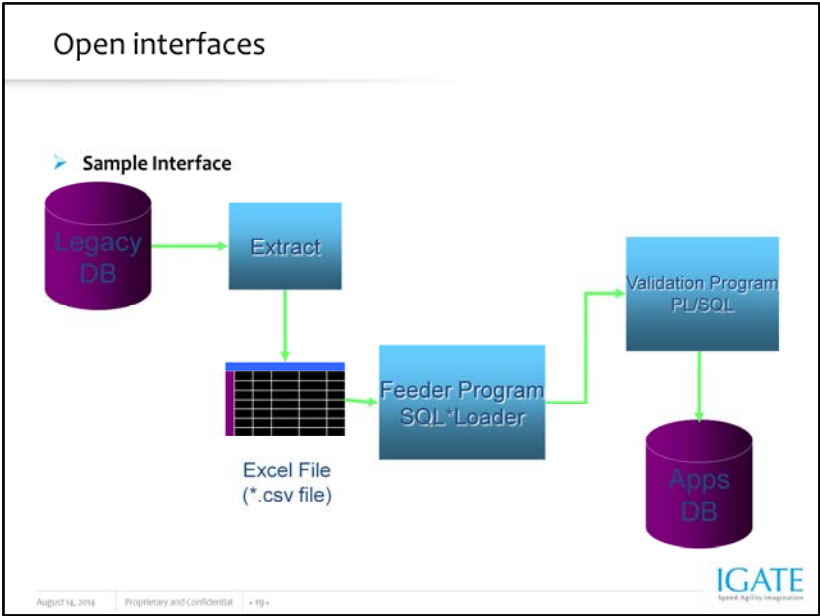 Open interfaces
➢ Sample Interface
Legacy
DB
Extract
Validation Program
PL/SQL
Feeder Program
SQL*Loader
Excel File
(*.csv file)
Apps
DB
August 14, 2014 Proprietary and Confidential - 19 -
IGATE
Speed.Agility.Imagination